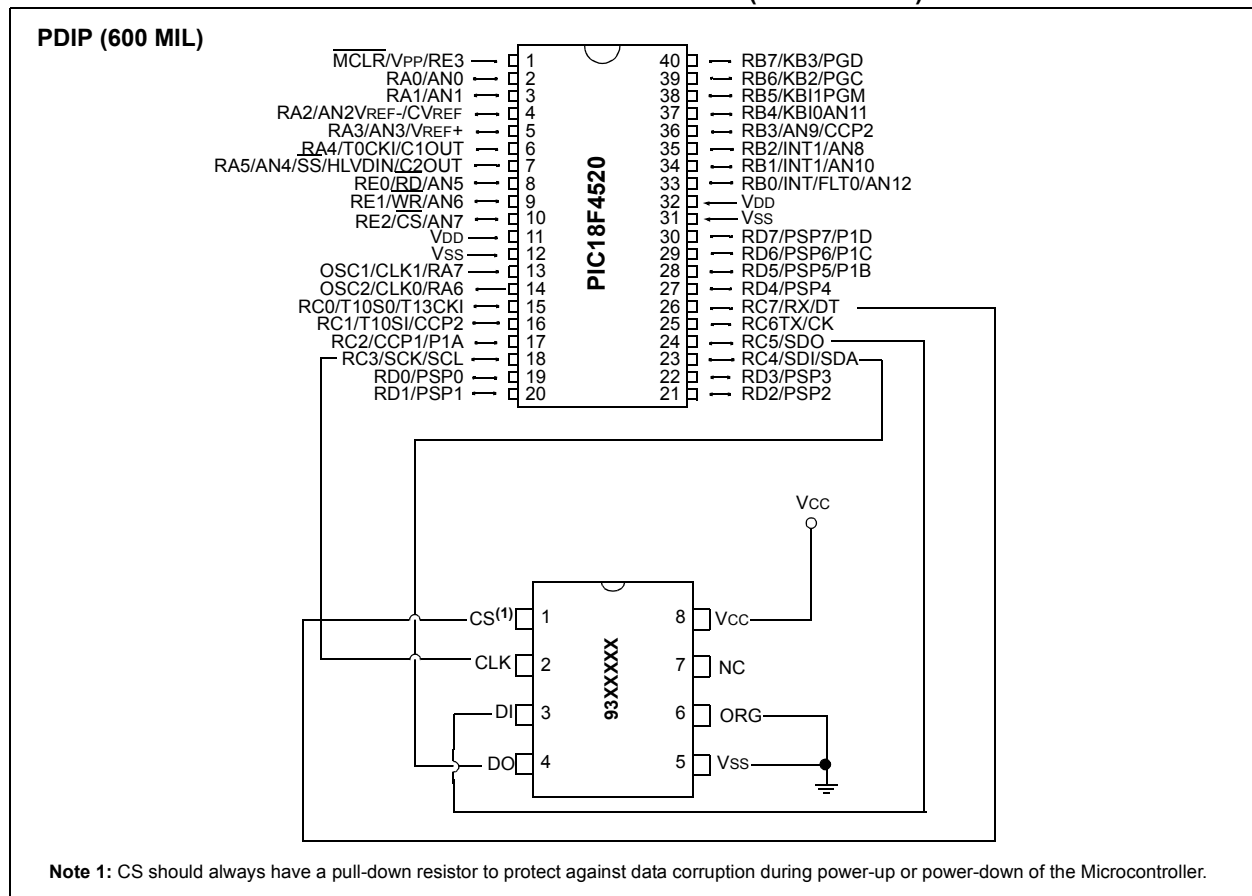 PDIP (600 MIL)
MCLR/VPP/RE3 1
RA0/AN0 2
RA1/AN1 3
RA2/AN2VREF-/CVREF 4
RA3/AN3/VREF+ 5
RA4/T0CKI/C1OUT 6
RA5/AN4/SS/HLVDIN/C2OUT 7
RE0/RD/AN5 8
RE1/WR/AN6 9
RE2/CS/AN7 10
VDD 11
VSS 12
OSC1/CLK1/RA7 13
OSC2/CLK0/RA6 14
RC0/T10S0/T13CKI 15
RC1/T10SI/CCP2 16
RC2/CCP1/P1A 17
RC3/SCK/SCL 18
RD0/PSP0 19
RD1/PSP1 20
PIC18F4520
40 RB7/KB3/PGD
39 RB6/KB2/PGC
38 RB5/KBI1PGM
37 RB4/KBI0AN11
36 RB3/AN9/CCP2
35 RB2/INT1/AN8
34 RB1/INT1/AN10
33 RB0/INT/FLT0/AN12
32 VDD
31 VSS
30 RD7/PSP7/P1D
29 RD6/PSP6/P1C
28 RD5/PSP5/P1B
27 RD4/PSP4
26 RC7/RX/DT
25 RC6TX/CK
24 RC5/SDO
23 RC4/SDI/SDA
22 RD3/PSP3
21 RD2/PSP2
VCC
CS(1) 1
CLK 2
DI 3
DO 4
93XXXXX
8 VCC
7 NC
6 ORG
5 VSS
Note 1: CS should always have a pull-down resistor to protect against data corruption during power-up or power-down of the Microcontroller.